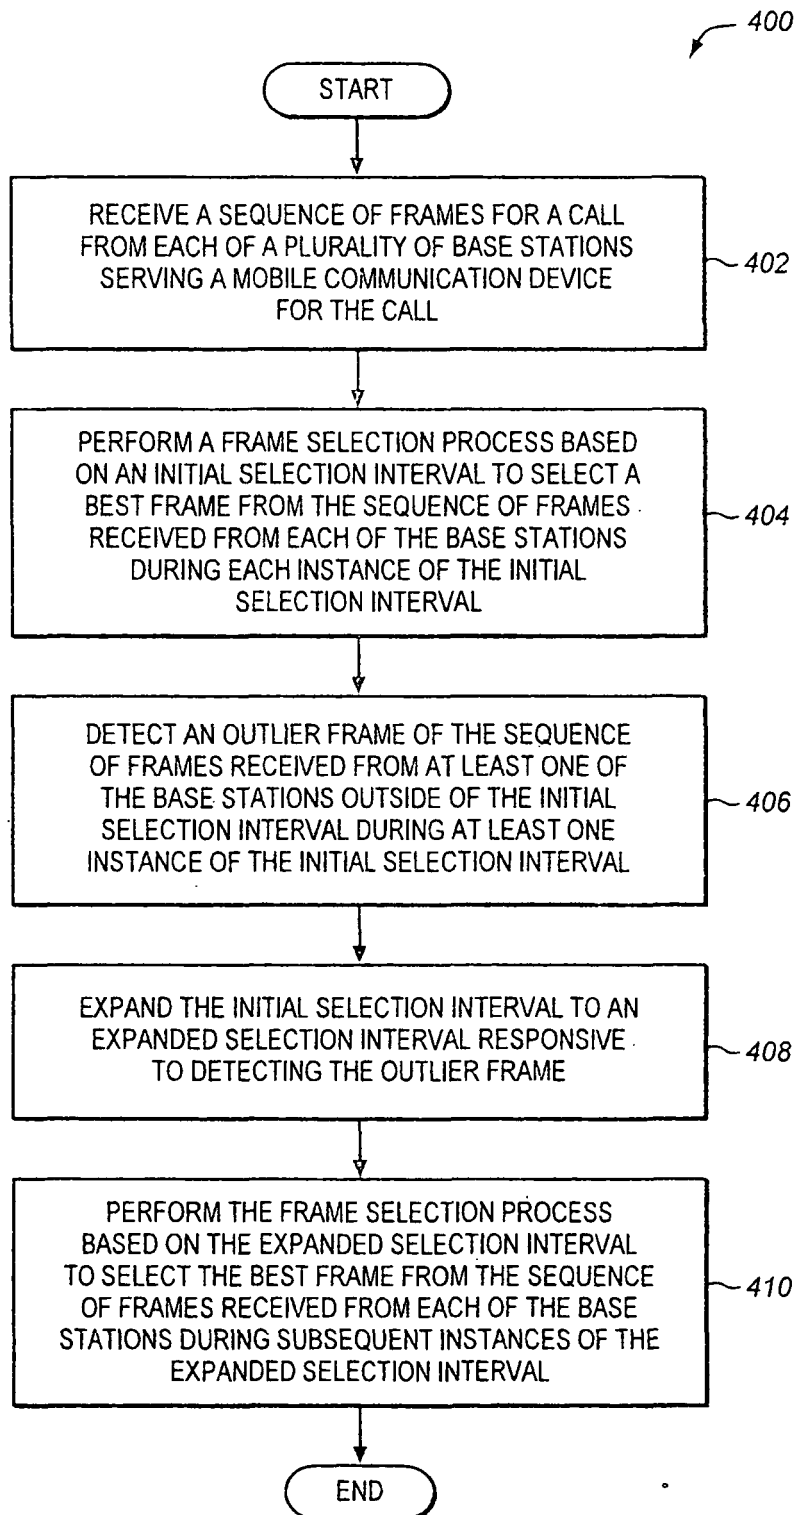 400
START
RECEIVE A SEQUENCE OF FRAMES FOR A CALL
FROM EACH OF A PLURALITY OF BASE STATIONS
SERVING A MOBILE COMMUNICATION DEVICE
FOR THE CALL
402
PERFORM A FRAME SELECTION PROCESS BASED
ON AN INITIAL SELECTION INTERVAL TO SELECT A
BEST FRAME FROM THE SEQUENCE OF FRAMES
RECEIVED FROM EACH OF THE BASE STATIONS
DURING EACH INSTANCE OF THE INITIAL
SELECTION INTERVAL
404
DETECT AN OUTLIER FRAME OF THE SEQUENCE
OF FRAMES RECEIVED FROM AT LEAST ONE OF
THE BASE STATIONS OUTSIDE OF THE INITIAL
SELECTION INTERVAL DURING AT LEAST ONE
INSTANCE OF THE INITIAL SELECTION INTERVAL
406
EXPAND THE INITIAL SELECTION INTERVAL TO AN
EXPANDED SELECTION INTERVAL RESPONSIVE
TO DETECTING THE OUTLIER FRAME
408
PERFORM THE FRAME SELECTION PROCESS
BASED ON THE EXPANDED SELECTION INTERVAL
TO SELECT THE BEST FRAME FROM THE SEQUENCE
OF FRAMES RECEIVED FROM EACH OF THE BASE
STATIONS DURING SUBSEQUENT INSTANCES OF THE
EXPANDED SELECTION INTERVAL
410
END